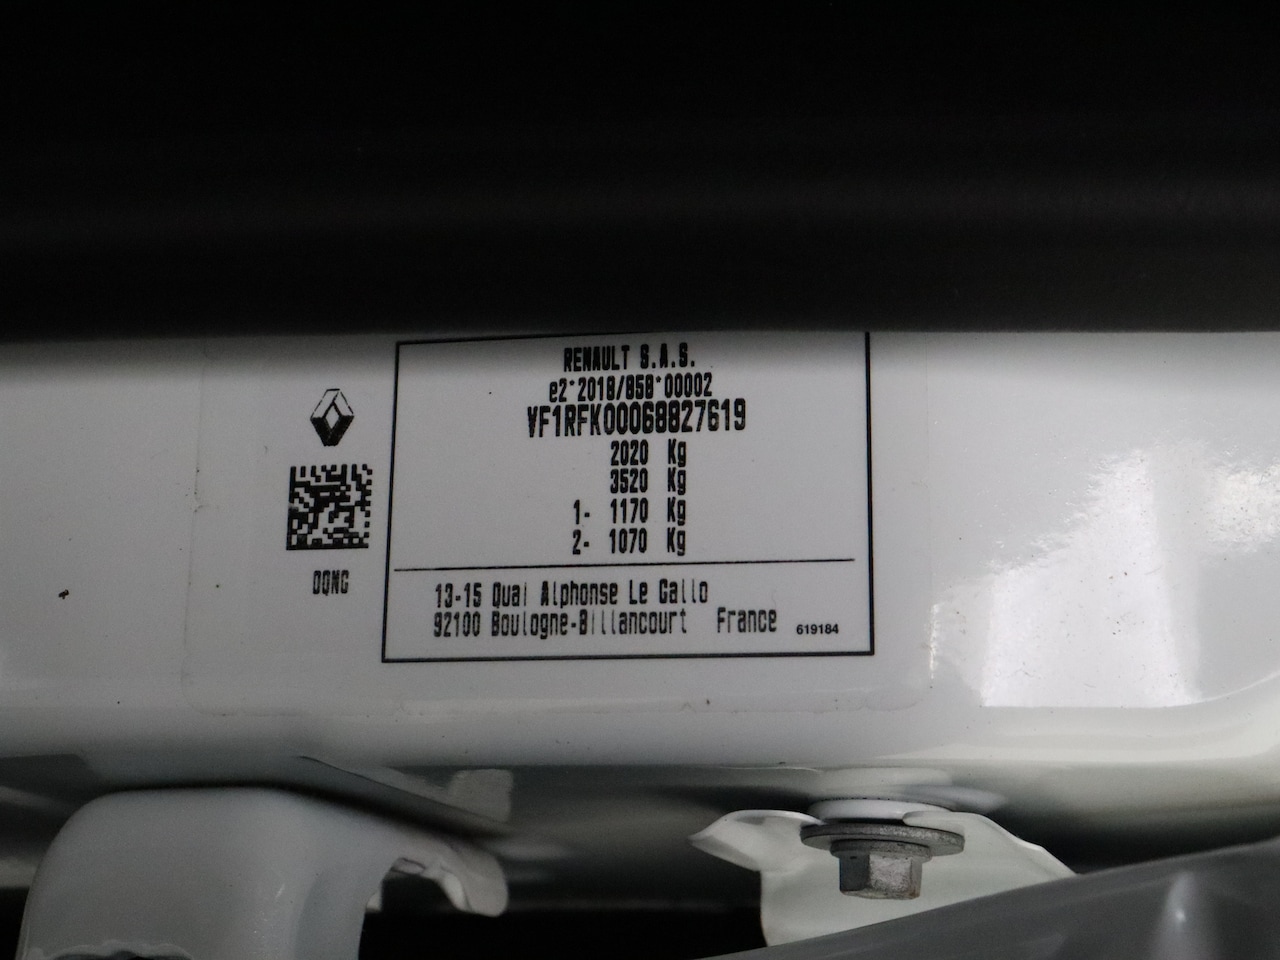 RENAULT S.A.S.
e2*2018/858*00002
VF1RFK00068827619
2020 Kg
3520 Kg
1- 1170 Kg
2- 1070 Kg
DQNG
13-15 Quai Alphonse Le Gallo
92100 Boulogne-Billancourt France 619184